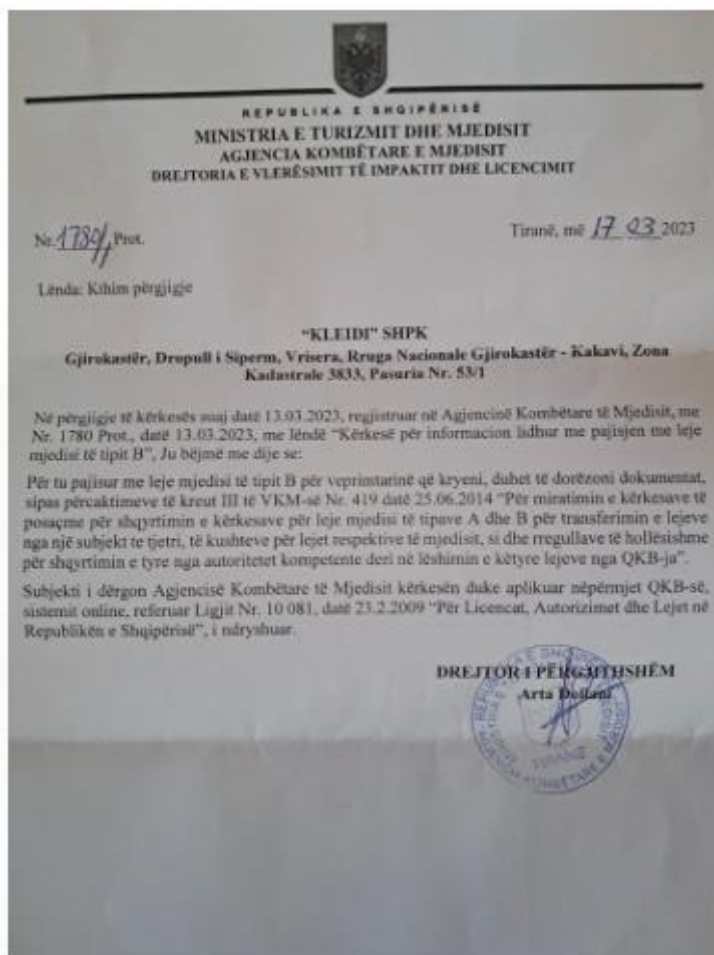 REPUBLIKA E SHQIPËRISË
MINISTRIA E TURIZMIT DHE MJEDISIT
AGJENCIA KOMBËTARE E MJEDISIT
DREJTORIA E VLERËSIMIT TË IMPAKTIT DHE LICENCIMIT
Nr. 1780/1 Prot.
Tiranë, më 17 03 2023
Lënda: Kthim përgjigje
"KLEIDI" SHPK
Gjirokastër, Dropull i Siperm, Vrisera, Rruga Nacionale Gjirokastër - Kakavi, Zona
Kadastrale 3833, Pasuria Nr. 53/1
Në përgjigje të kërkesës suaj datë 13.03.2023, regjistruar në Agjencinë Kombëtare të Mjedisit, me
Nr. 1780 Prot., datë 13.03.2023, me lëndë "Kërkesë për informacion lidhur me pajisjen me leje
mjedisi të tipit B", Ju bëjmë me dije se:
Për tu pajisur me leje mjedisi të tipit B për veprimtarinë që kryeni, duhet të dorëzoni dokumentat,
sipas përcaktimeve të kreut III të VKM-së Nr. 419 datë 25.06.2014 "Për miratimin e kërkesave të
posaçme për shqyrtimin e kërkesave për leje mjedisi të tipave A dhe B për transferimin e lejeve
nga një subjekt te tjetri, të kushteve për lejet respektive të mjedisit, si dhe rregullave të hollësishme
për shqyrtimin e tyre nga autoritetet kompetente deri në lëshimin e këtyre lejeve nga QKB-ja".
Subjekti i dërgon Agjencisë Kombëtare të Mjedisit kërkesën duke aplikuar nëpërmjet QKB-së,
sistemit online, referuar Ligjit Nr. 10 081, datë 23.2.2009 "Për Licencat, Autorizimet dhe Lejet në
Republikën e Shqipërisë", i ndryshuar.
DREJTOR I PËRGJITHSHËM
Arta Dollani
TIRANË